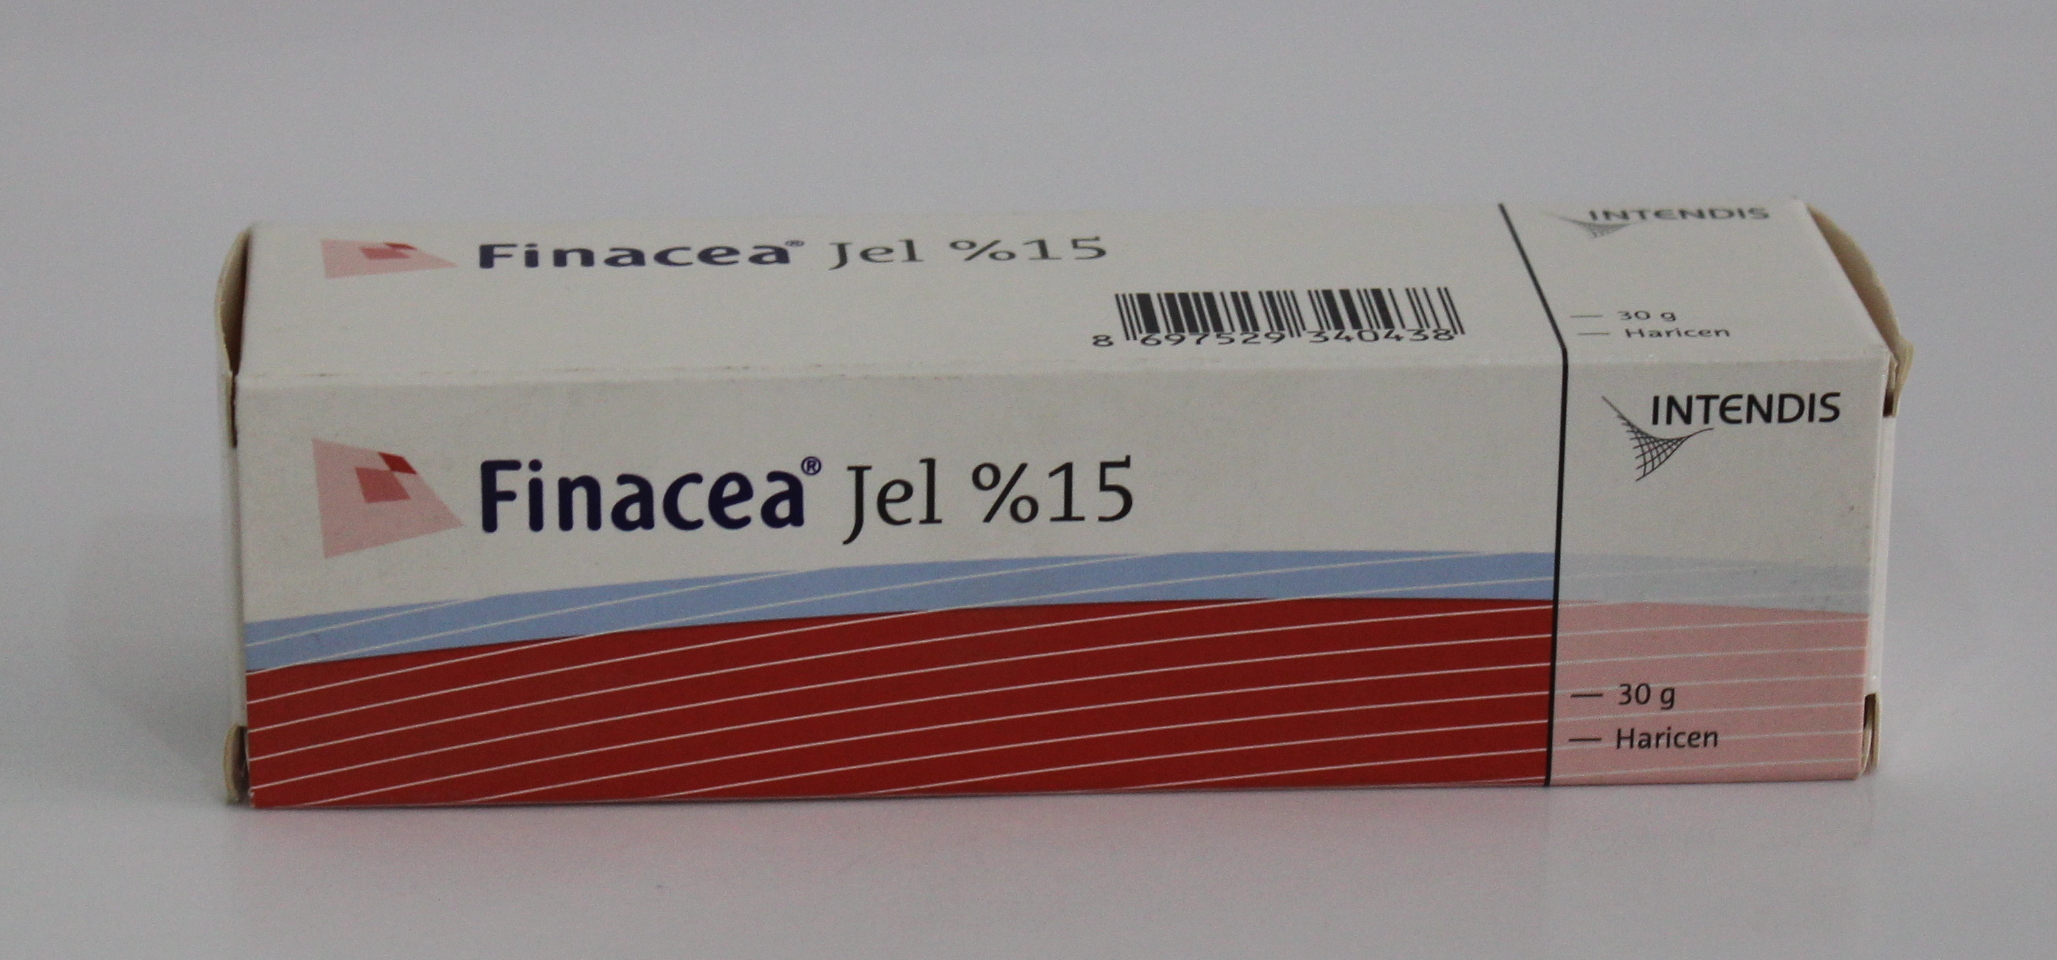 Finacea® Jel %15
8 697529 340438
INTENDIS
30 g
Haricen
Finacea® Jel %15
INTENDIS
30 g
Haricen